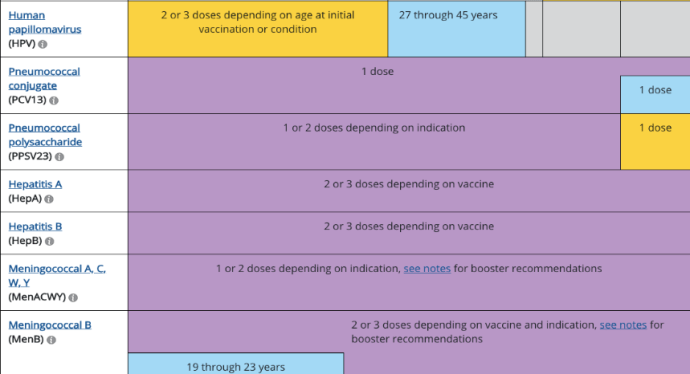 Human
papillomavirus
(HPV)
2 or 3 doses depending on age at initial
vaccination or condition
27 through 45 years
Pneumococcal
conjugate
(PCV13)
1 dose
1 dose
Pneumococcal
polysaccharide
(PPSV23)
1 or 2 doses depending on indication
1 dose
Hepatitis A
(HepA)
2 or 3 doses depending on vaccine
Hepatitis B
(HepB)
2 or 3 doses depending on vaccine
Meningococcal A, C,
W, Y
(MenACWY)
1 or 2 doses depending on indication, see notes for booster recommendations
Meningococcal B
(MenB)
2 or 3 doses depending on vaccine and indication, see notes for
booster recommendations
19 through 23 years